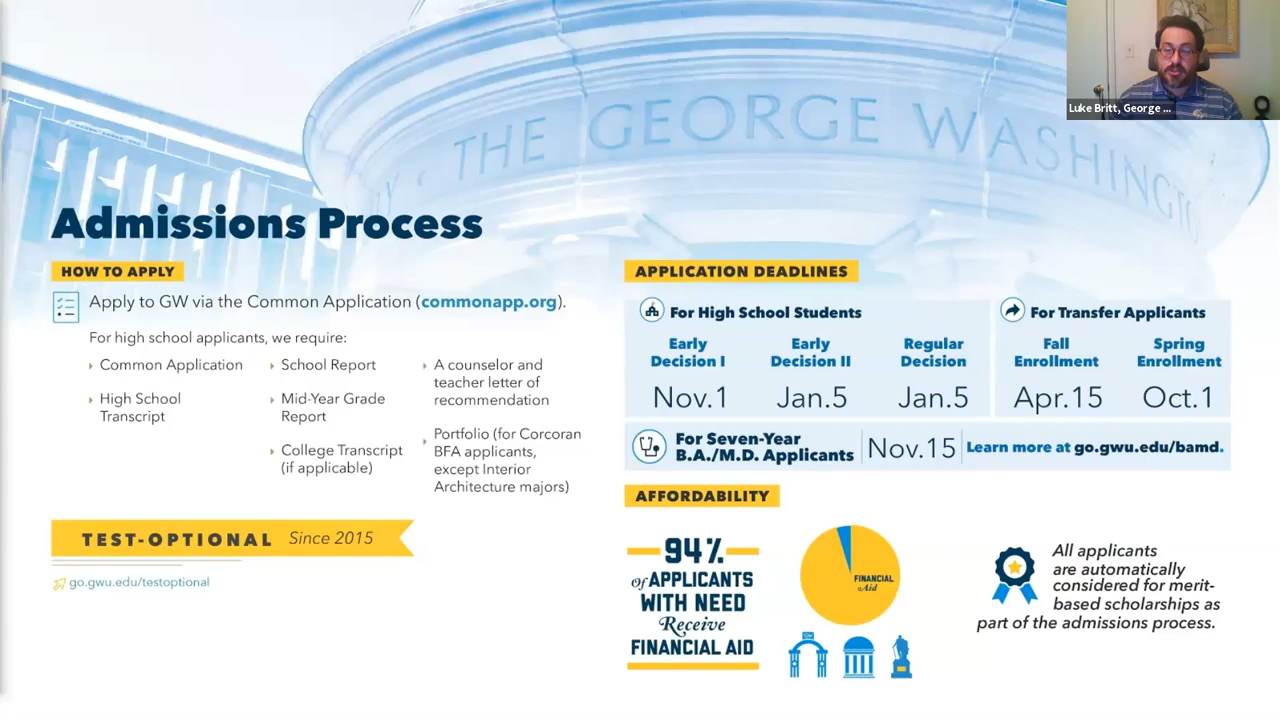 Luke Britt, George ...
THE GEORGE WASHINGTO
Admissions Process
HOW TO APPLY
Apply to GW via the Common Application (commonapp.org).
For high school applicants, we require:
Common Application
High School
Transcript
School Report
Mid-Year Grade
Report
College Transcript
(if applicable)
A counselor and
teacher letter of
recommendation
Portfolio (for Corcoran
BFA applicants,
except Interior
Architecture majors)
TEST-OPTIONAL Since 2015
go.gwu.edu/testoptional
APPLICATION DEADLINES
For High School Students
Early
Decision I
Nov.1
Early
Decision II
Jan.5
Regular
Decision
Jan.5
For Transfer Applicants
Fall
Enrollment
Apr.15
Spring
Enrollment
Oct.1
For Seven-Year
B.A./M.D. Applicants
Nov.15
Learn more at go.gwu.edu/bamd.
AFFORDABILITY
94%
of APPLICANTS
WITH NEED
Receive
FINANCIAL AID
FINANCIAL
Aid
GW
All applicants
are automatically
considered for merit-
based scholarships as
part of the admissions process.